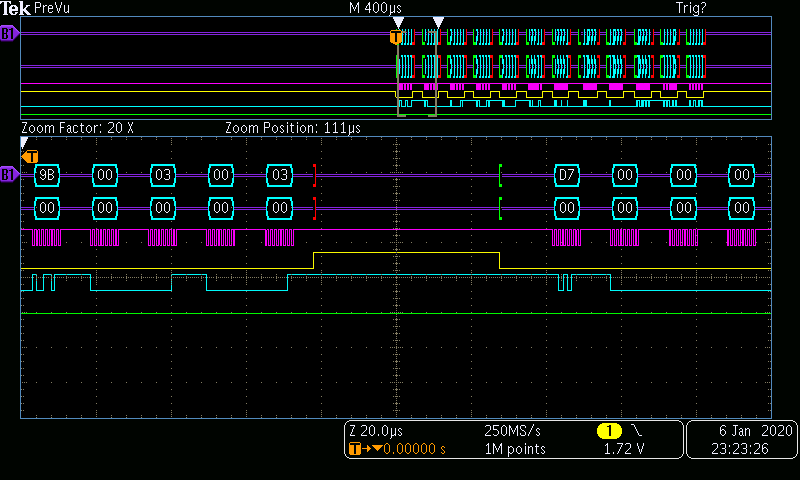 Tek PreVu M 400µs Trig?
B1
T
Zoom Factor: 20 X Zoom Position: 111µs
T
B1 9B 00 03 00 03 D7 00 00 00
00 00 00 00 00 00 00 00 00
Z 20.0µs 250MS/s 1 6 Jan 2020
T→▼0.00000 s 1M points 1.72 V 23:23:26